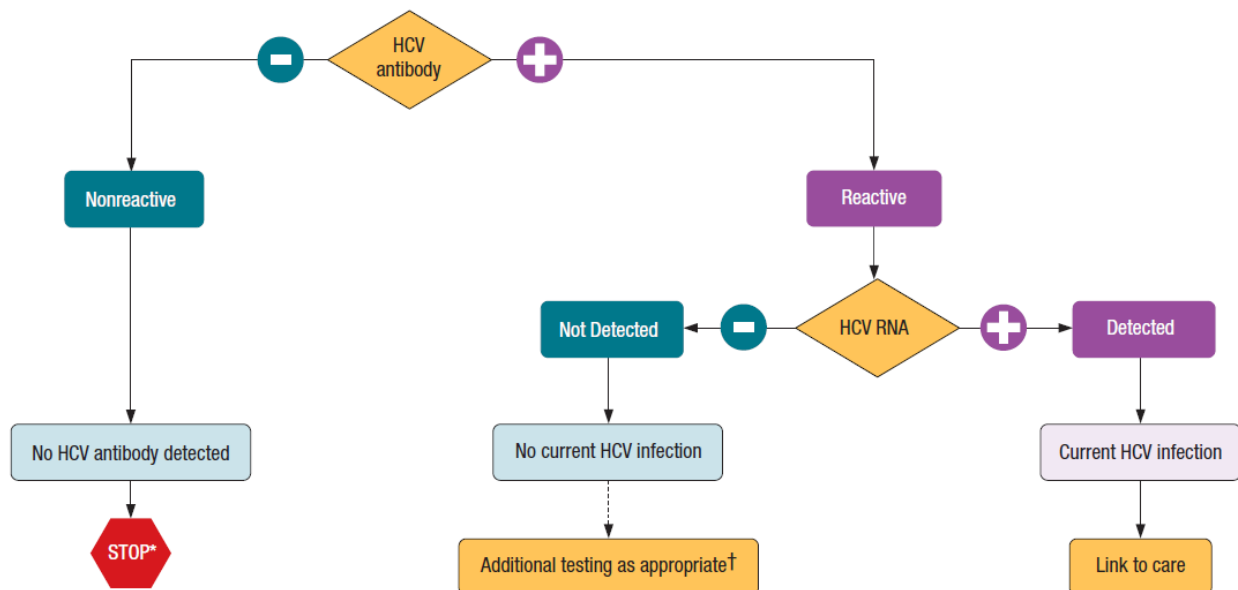 HCV
antibody
Nonreactive
Reactive
Not Detected
HCV RNA
Detected
No HCV antibody detected
No current HCV infection
Current HCV infection
STOP*
Additional testing as appropriate†
Link to care